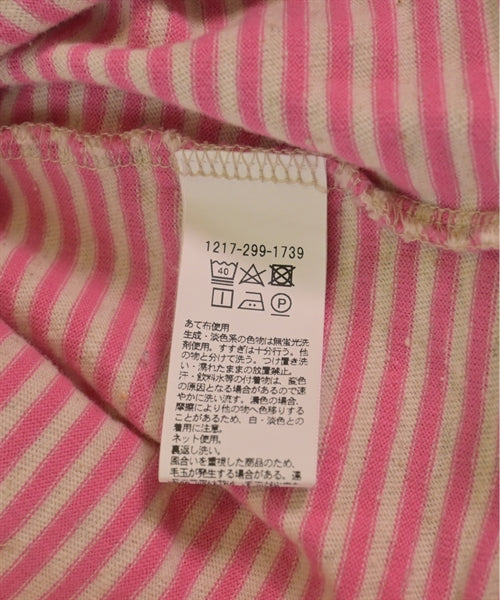 1217-299-1739
40
P
あて布使用
生成・淡色系の色物は無蛍光洗
剤使用。すすぎは十分行う。他
の物と分けて洗う。つけ置き洗
い・濡れたままの放置禁止。
汗・飲料水等の付着物は、変色
の原因となる場合があるので速
やかに洗い流す。濃色の場合、
摩擦により他の物へ色移りする
ことがあるため、白・淡色との
着用に注意。
ネット使用。
裏返し洗い。
風合いを重視した商品のため、
毛玉が発生する場合がある。連